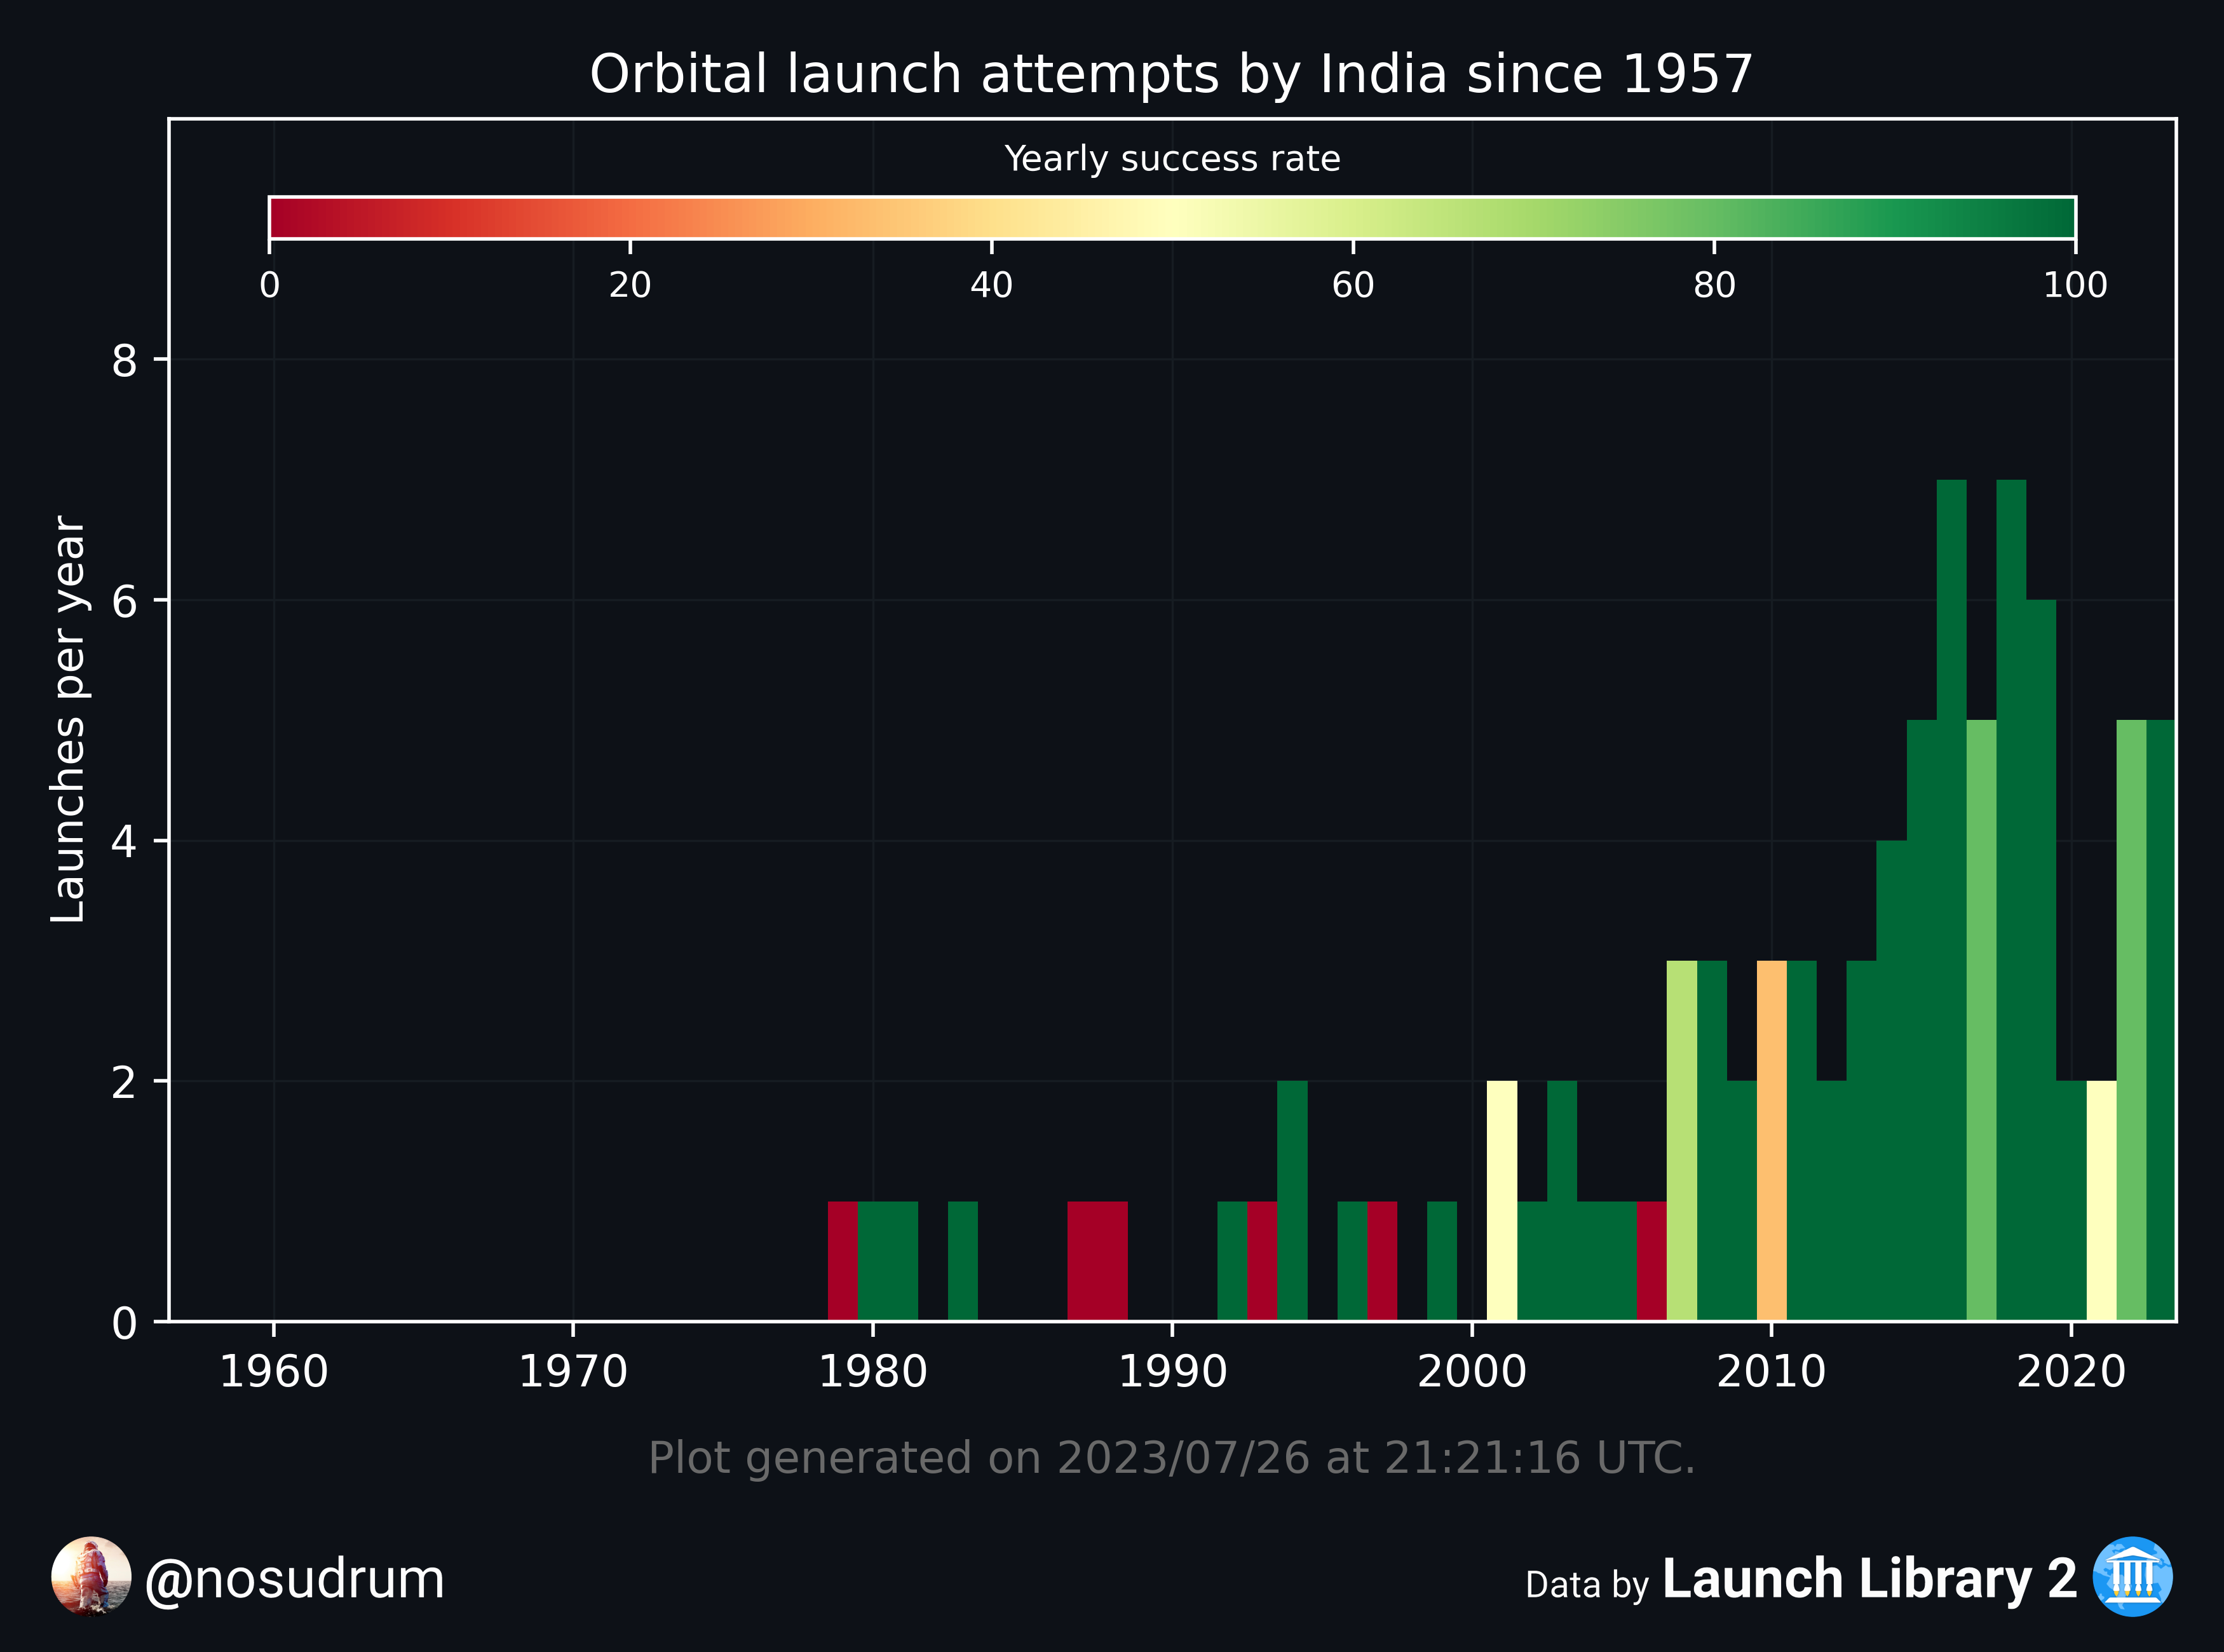 Orbital launch attempts by India since 1957
Yearly success rate
0 20 40 60 80 100
Launches per year
8
6
4
2
0
1960 1970 1980 1990 2000 2010 2020
Plot generated on 2023/07/26 at 21:21:16 UTC.
@nosudrum
Data by Launch Library 2